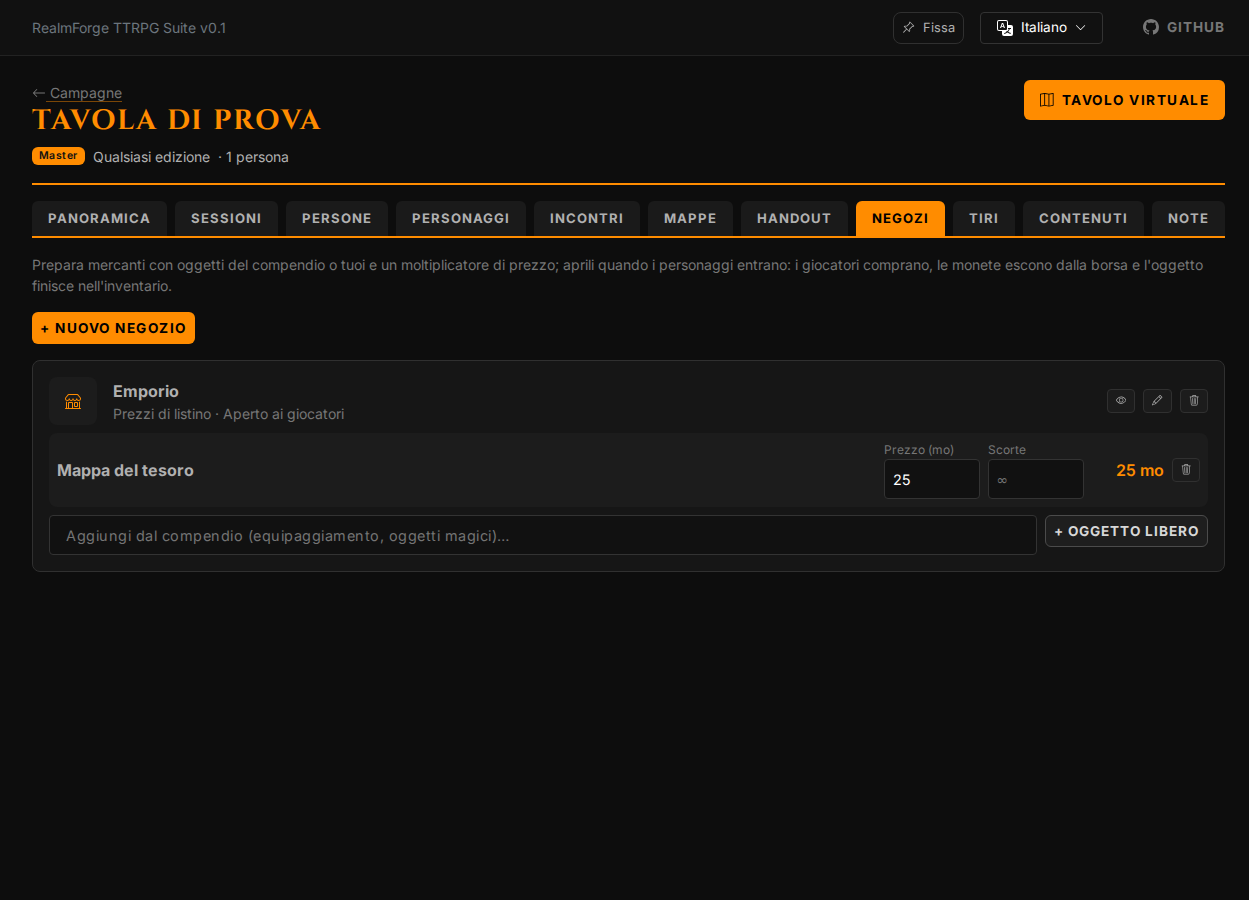 RealmForge TTRPG Suite v0.1
Fissa
Italiano
GITHUB
← Campagne
TAVOLA DI PROVA
TAVOLO VIRTUALE
Master Qualsiasi edizione · 1 persona
PANORAMICA SESSIONI PERSONE PERSONAGGI INCONTRI MAPPE HANDOUT NEGOZI TIRI CONTENUTI NOTE
Prepara mercanti con oggetti del compendio o tuoi e un moltiplicatore di prezzo; aprili quando i personaggi entrano: i giocatori comprano, le monete escono dalla borsa e l'oggetto
finisce nell'inventario.
+ NUOVO NEGOZIO
Emporio
Prezzi di listino · Aperto ai giocatori
Mappa del tesoro
Prezzo (mo)
25
Scorte
∞
25 mo
Aggiungi dal compendio (equipaggiamento, oggetti magici)...
+ OGGETTO LIBERO